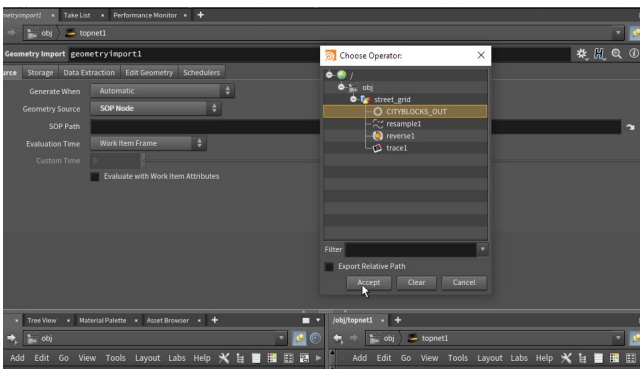 metryimport1 Take List Performance Monitor
obj topnet1
Geometry Import geometryimport1
urce Storage Data Extraction Edit Geometry Schedulers
Generate When Automatic
Geometry Source SOP Node
SOP Path
Evaluation Time Work Item Frame
Custom Time 0
Evaluate with Work Item Attributes
Choose Operator:
/
obj
street_grid
CITYBLOCKS_OUT
resample1
reverse1
trace1
Filter
Export Relative Path
Accept Clear Cancel
Tree View Material Palette Asset Browser
obj
Add Edit Go View Tools Layout Labs Help
/obj/topnet1
obj topnet1
Add Edit Go View Tools Layout Labs Help